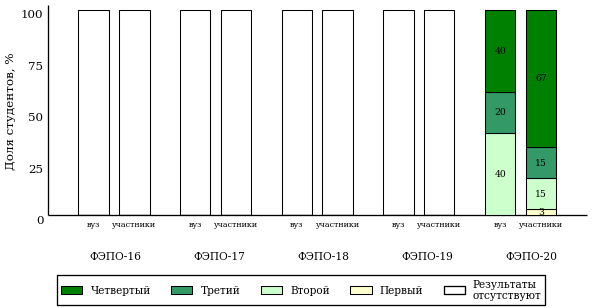 Доля студентов, %
100
75
50
25
0
40
20
40
67
15
15
3
вуз участники вуз участники вуз участники вуз участники вуз участники
ФЭПО-16 ФЭПО-17 ФЭПО-18 ФЭПО-19 ФЭПО-20
Четвертый Третий Второй Первый Результаты
отсутствуют